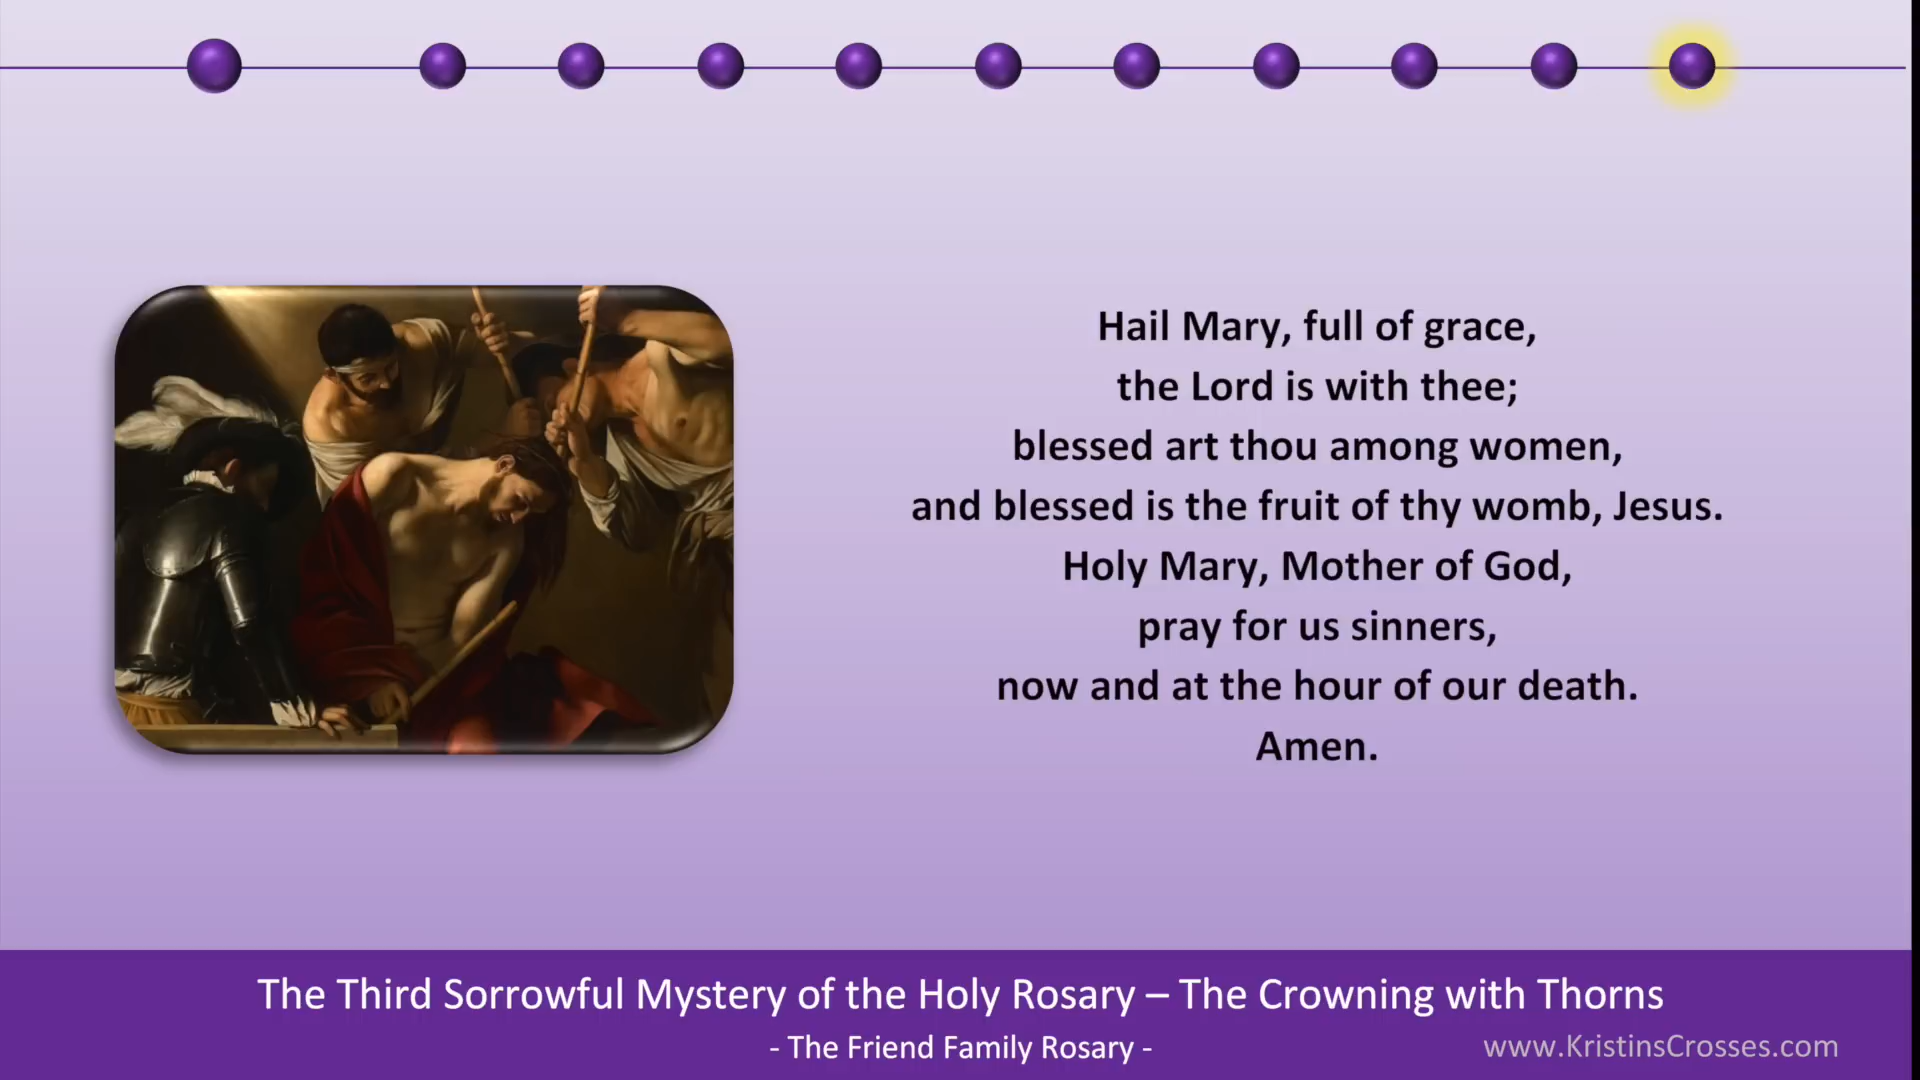 Hail Mary, full of grace,
the Lord is with thee;
blessed art thou among women,
and blessed is the fruit of thy womb, Jesus.
Holy Mary, Mother of God,
pray for us sinners,
now and at the hour of our death.
Amen.
The Third Sorrowful Mystery of the Holy Rosary – The Crowning with Thorns
- The Friend Family Rosary -
www.KristinsCrosses.com